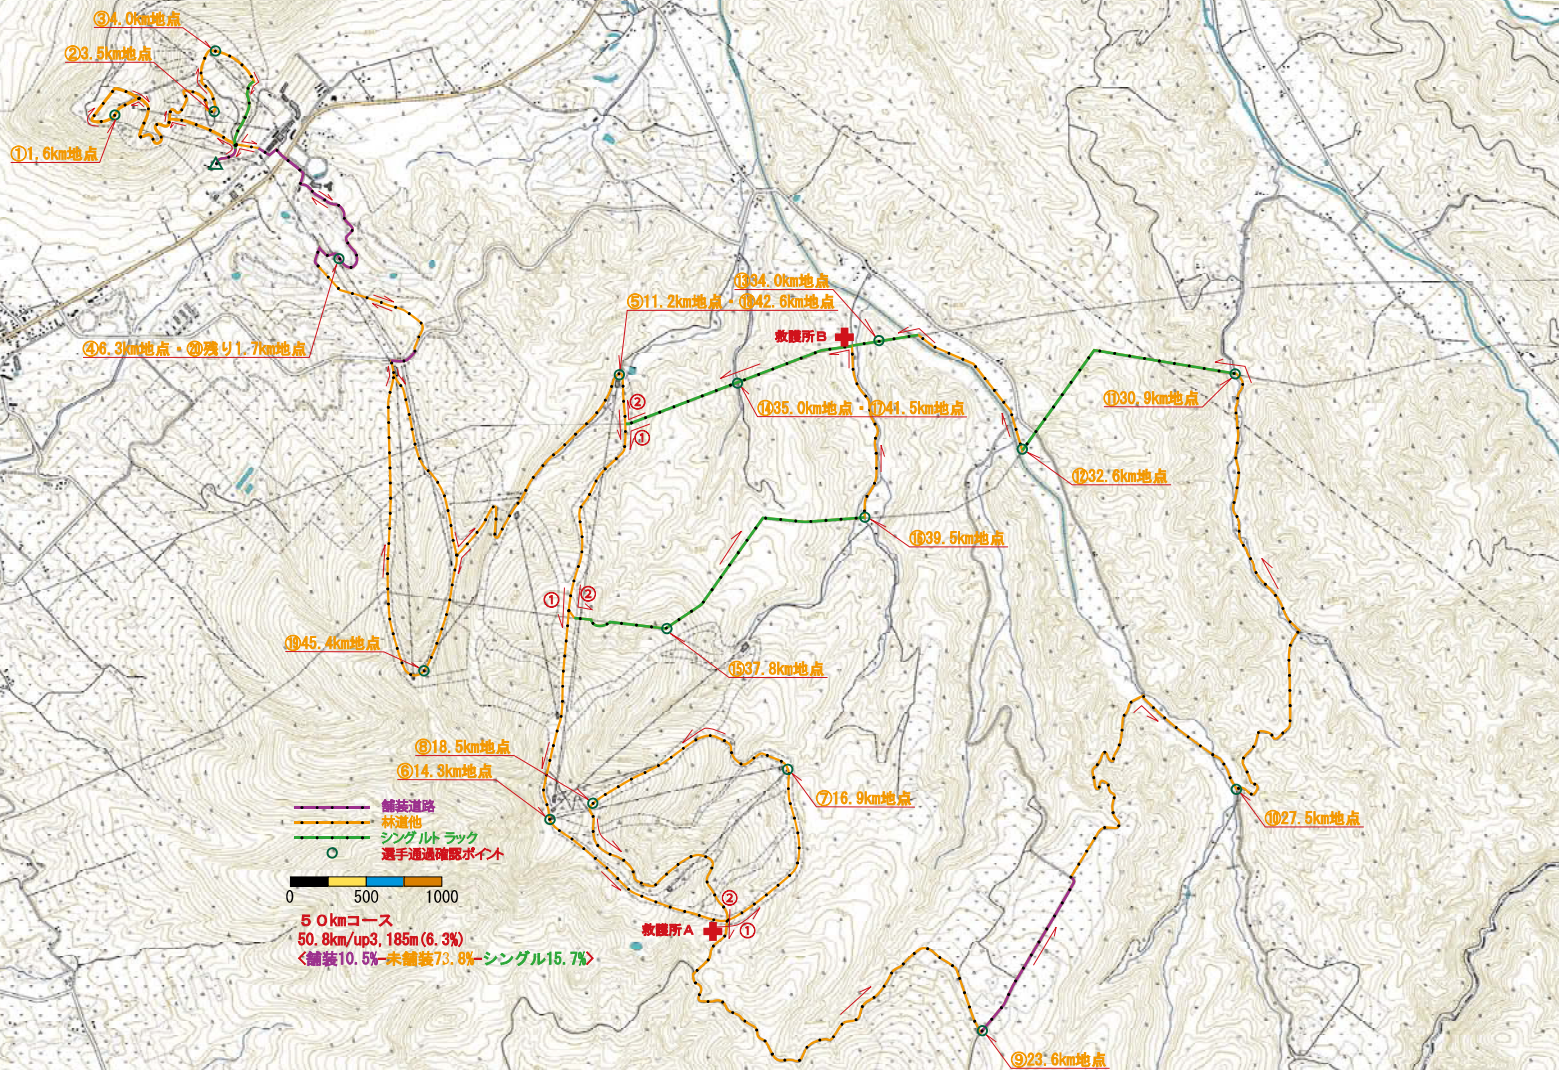 ③4.0km地点
②3.5km地点
①1,6km地点
⑬34.0km地点
⑤11.2km地点・⑱42.6km地点
救護所B
④6.3km地点・⑳残り1.7km地点
②
①
⑭35.0km地点・⑰41.5km地点
⑪30,9km地点
⑫32.6km地点
⑯39.5km地点
①
②
⑲45.4km地点
⑮37.8km地点
⑧18.5km地点
⑥14.3km地点
⑦16.9km地点
⑩27.5km地点
舗装道路
林道他
シングルトラック
選手通過確認ポイント
0 500 1000
50kmコース
50.8km/up3,185m(6.3%)
<舗装10.5%-未舗装73.8%-シングル15.7%>
②
救護所A
①
⑨23.6km地点